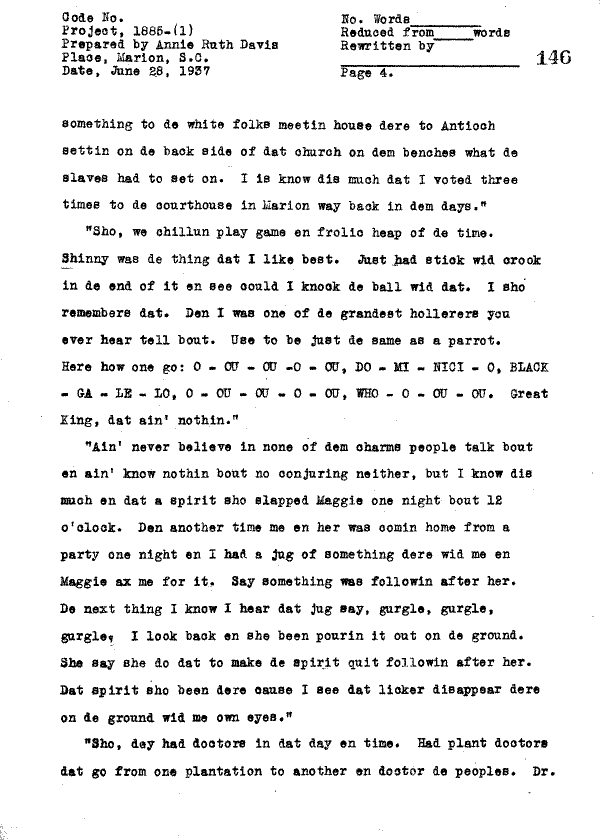 Code No.
Project, 1885-(1)
Prepared by Annie Ruth Davis
Place, Marion, S.C.
Date, June 28, 1937
No. Words
Reduced from words
Rewritten by
Page 4.
146
something to de white folks meetin house dere to Antioch
settin on de back side of dat church on dem benches what de
slaves had to set on. I is know dis much dat I voted three
times to de courthouse in Marion way back in dem days."
"Sho, we chillun play game en frolic heap of de time.
Shinny was de thing dat I like best. Just had stick wid crook
in de end of it en see could I knock de ball wid dat. I sho
remembers dat. Den I was one of de grandest hollerers you
ever hear tell bout. Use to be just de same as a parrot.
Here how one go: O - OU - OU -O - OU, DO - MI - NICI - O, BLACK
- GA - LE - LO, O - OU - OU - O - OU, WHO - O - OU - OU. Great
King, dat ain' nothin."
"Ain' never believe in none of dem charms people talk bout
en ain' know nothin bout no conjuring neither, but I know dis
much en dat a spirit sho slapped Maggie one night bout 12
o'clock. Den another time me en her was comin home from a
party one night en I had a jug of something dere wid me en
Maggie ax me for it. Say something was followin after her.
De next thing I know I hear dat jug say, gurgle, gurgle,
gurgle, I look back en she been pourin it out on de ground.
She say she do dat to make de spirit quit followin after her.
Dat spirit sho been dere cause I see dat licker disappear dere
on de ground wid me own eyes."
"Sho, dey had doctors in dat day en time. Had plant doctors
dat go from one plantation to another en doctor de peoples. Dr.